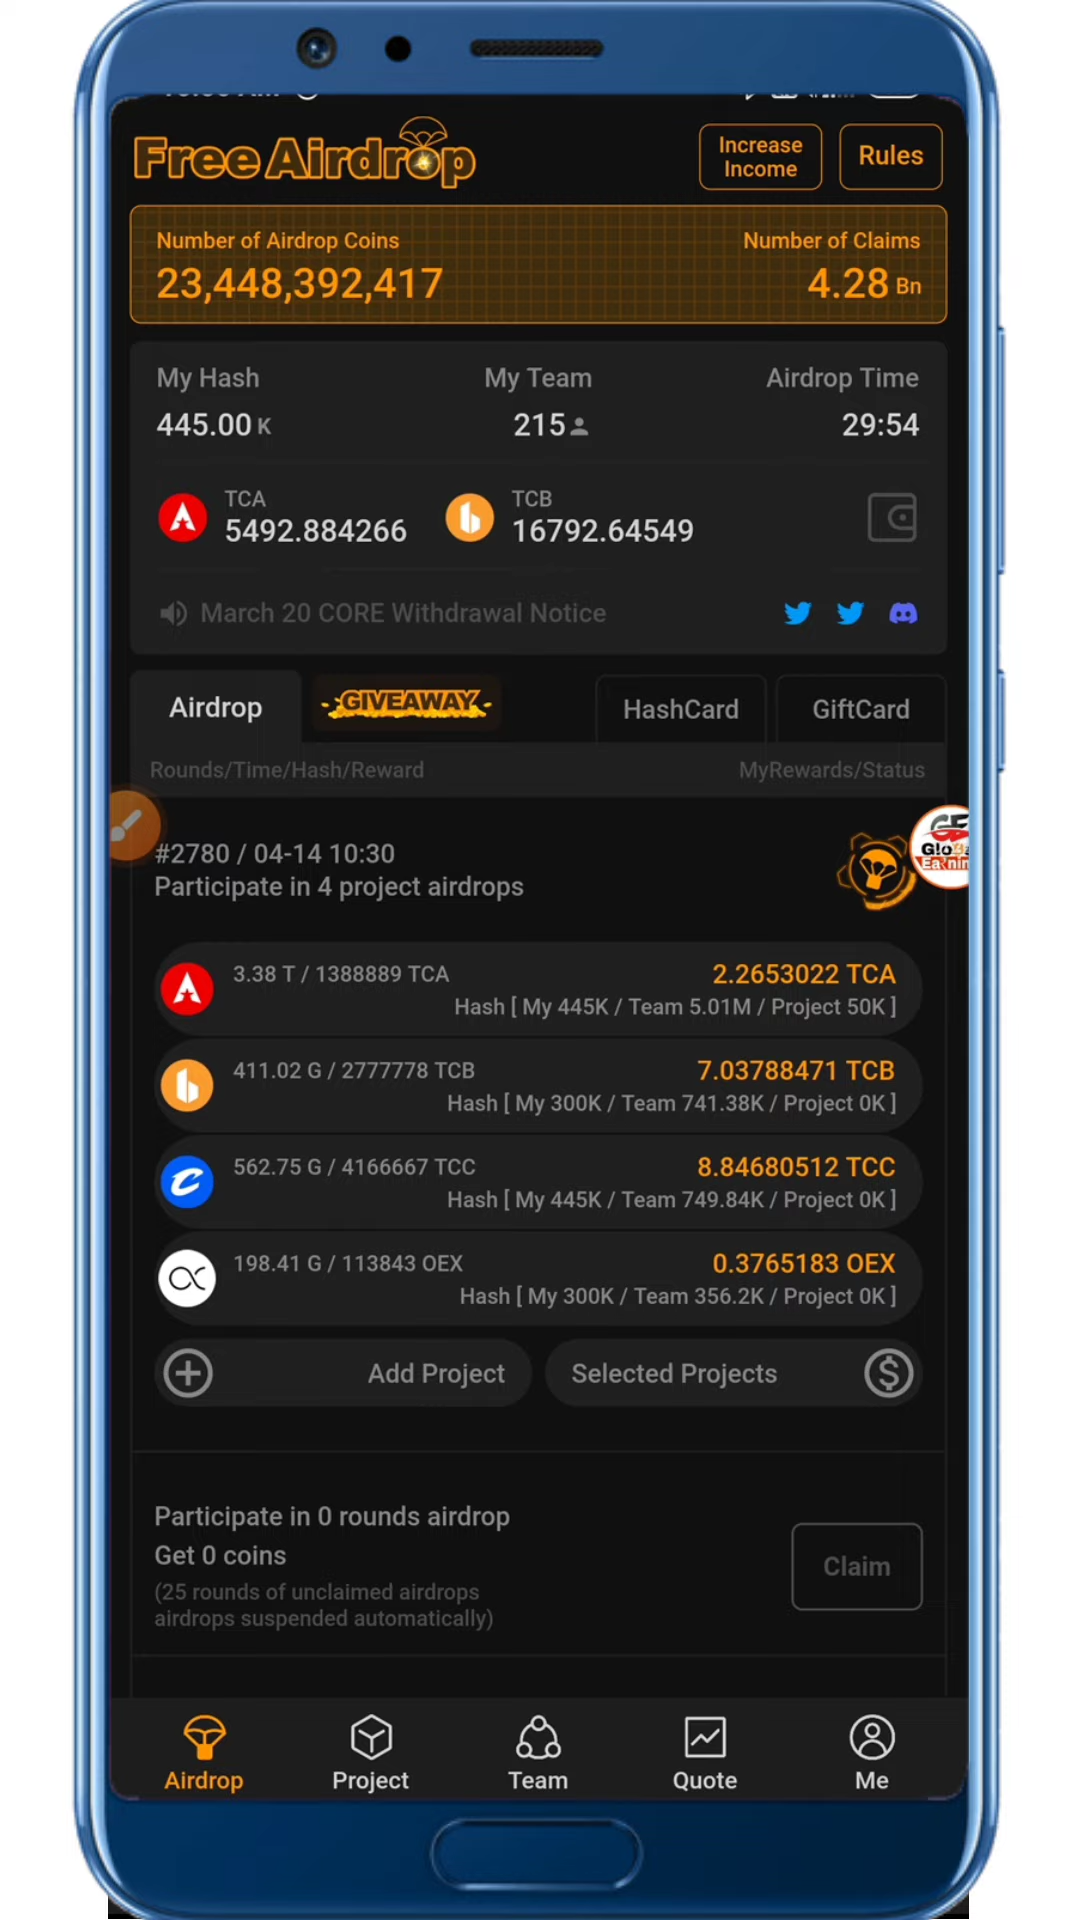 Free Airdrop
Increase
Income
Rules
Number of Airdrop Coins
Number of Claims
23,448,392,417
4.28 Bn
My Hash
My Team
Airdrop Time
445.00 K
215
29:54
TCA
5492.884266
TCB
16792.64549
March 20 CORE Withdrawal Notice
Airdrop
GIVEAWAY
HashCard
GiftCard
Rounds/Time/Hash/Reward
MyRewards/Status
#2780 / 04-14 10:30
Participate in 4 project airdrops
3.38 T / 1388889 TCA
2.2653022 TCA
Hash [ My 445K / Team 5.01M / Project 50K ]
411.02 G / 2777778 TCB
7.03788471 TCB
Hash [ My 300K / Team 741.38K / Project 0K ]
562.75 G / 4166667 TCC
8.84680512 TCC
Hash [ My 445K / Team 749.84K / Project 0K ]
198.41 G / 113843 OEX
0.3765183 OEX
Hash [ My 300K / Team 356.2K / Project 0K ]
Add Project
Selected Projects
Participate in 0 rounds airdrop
Get 0 coins
(25 rounds of unclaimed airdrops
airdrops suspended automatically)
Claim
Airdrop
Project
Team
Quote
Me